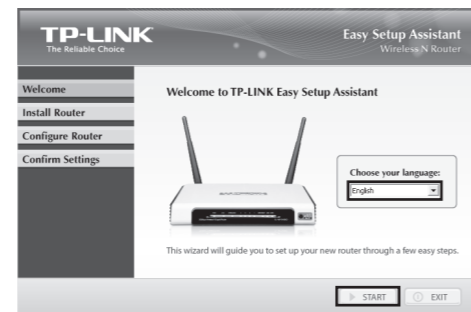 TP-LINK
The Reliable Choice
Easy Setup Assistant
Wireless N Router
Welcome
Install Router
Configure Router
Confirm Settings
Welcome to TP-LINK Easy Setup Assistant
Choose your language:
English
This wizard will guide you to set up your new router through a few easy steps.
START
EXIT